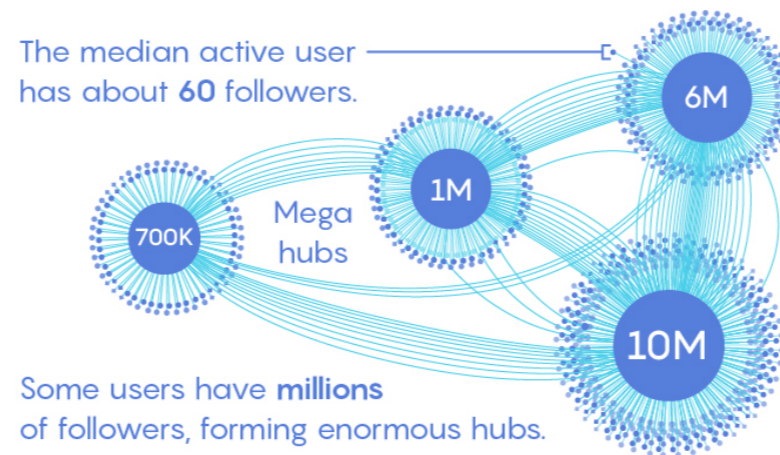 The median active user
has about 60 followers.
6M
1M
700K
Mega
hubs
10M
Some users have millions
of followers, forming enormous hubs.